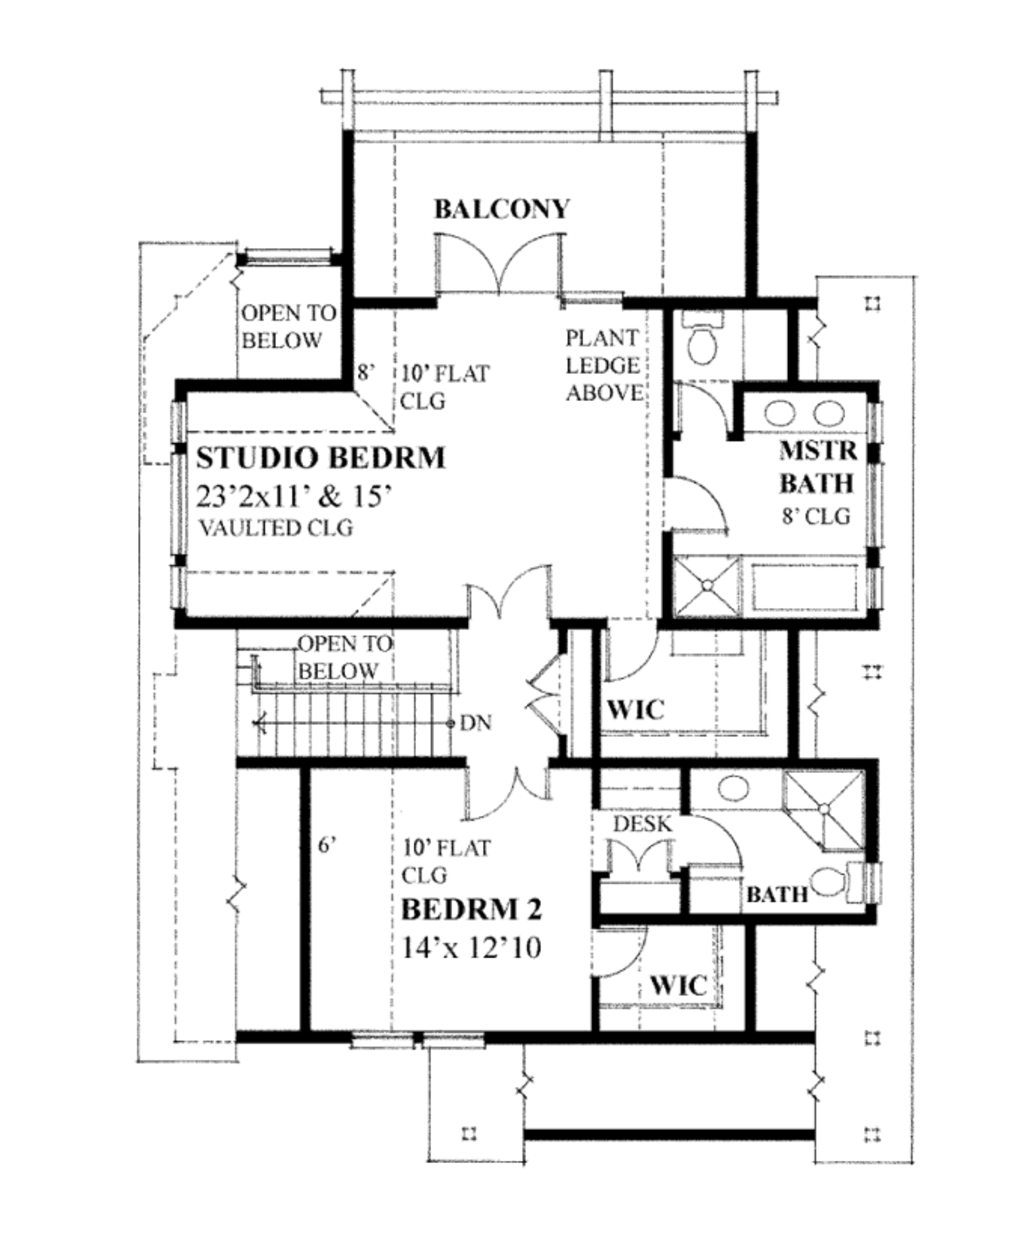 BALCONY
OPEN TO
BELOW
PLANT
LEDGE
ABOVE
8’
10’ FLAT
CLG
STUDIO BEDRM
23’2x11’ & 15’
VAULTED CLG
MSTR
BATH
8’ CLG
OPEN TO
BELOW
DN
WIC
DESK
6’
10’ FLAT
CLG
BEDRM 2
14’x 12’10
BATH
WIC